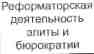 Реформаторская
деятельность
элиты и
бюрократии